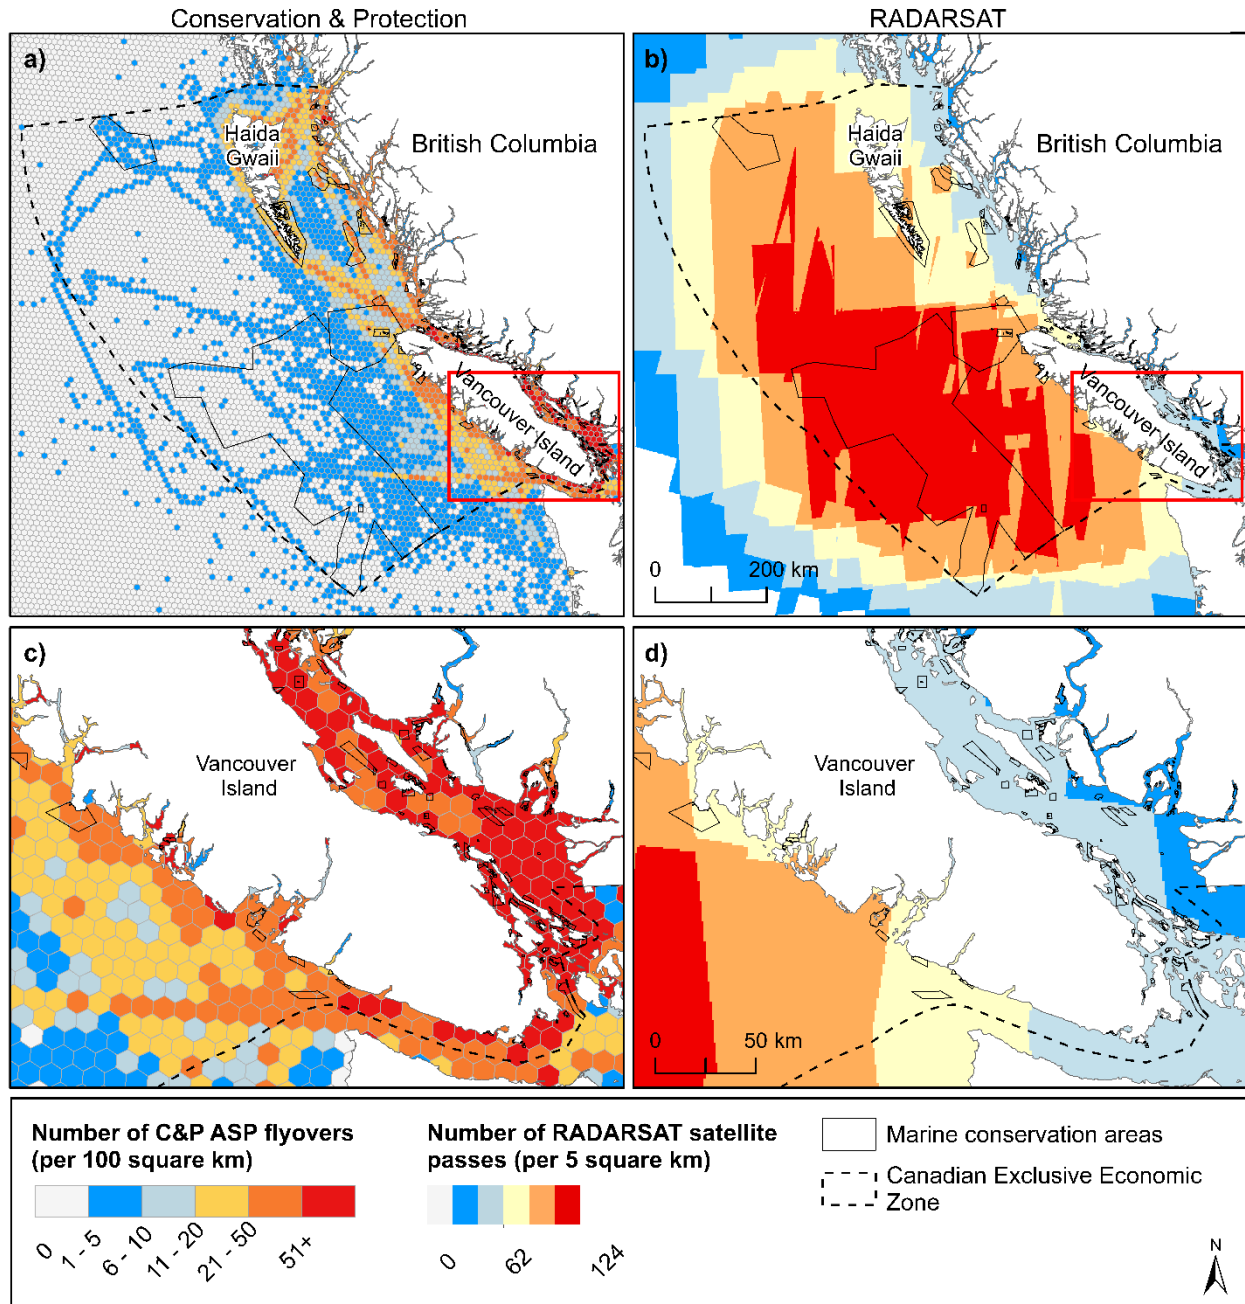 Conservation & Protection
RADARSAT
a)
Haida
Gwaii
British Columbia
Vancouver Island
b)
Haida
Gwaii
British Columbia
Vancouver Island
0 200 km
c)
Vancouver
Island
d)
Vancouver
Island
0 50 km
Number of C&P ASP flyovers
(per 100 square km)
0
1 - 5
6 - 10
11 - 20
21 - 50
51+
Number of RADARSAT satellite
passes (per 5 square km)
0
62
124
Marine conservation areas
Canadian Exclusive Economic
Zone
N